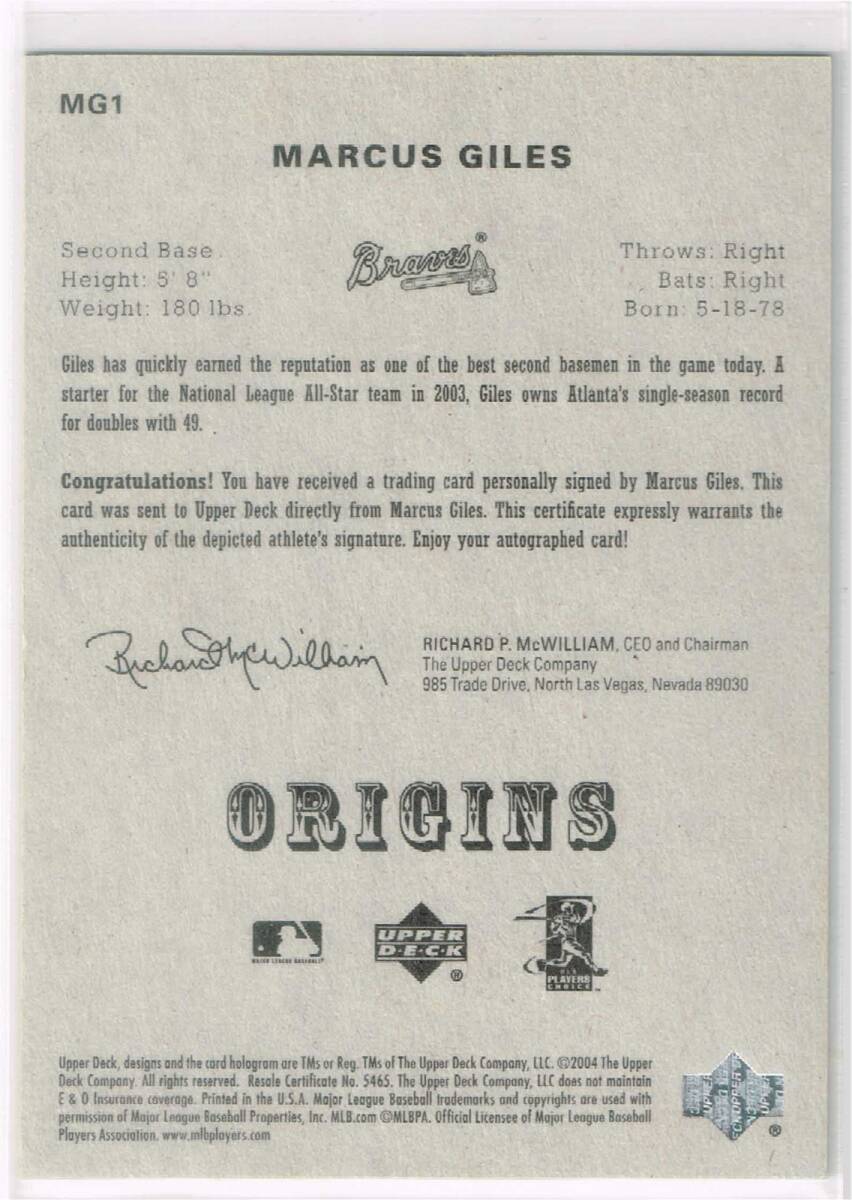 MG1
MARCUS GILES
Second Base
Height: 5' 8"
Weight: 180 lbs.
Braves®
Throws: Right
Bats: Right
Born: 5-18-78
Giles has quickly earned the reputation as one of the best second basemen in the game today. A
starter for the National League All-Star team in 2003, Giles owns Atlanta's single-season record
for doubles with 49.
Congratulations! You have received a trading card personally signed by Marcus Giles. This
card was sent to Upper Deck directly from Marcus Giles. This certificate expressly warrants the
authenticity of the depicted athlete's signature. Enjoy your autographed card!
Richard McWilliam
RICHARD P. McWILLIAM, CEO and Chairman
The Upper Deck Company
985 Trade Drive, North Las Vegas, Nevada 89030
ORIGINS
MAJOR LEAGUE BASEBALL®
UPPER
D·E·C·K
®
PLAYERS
CHOICE
Upper Deck, designs and the card hologram are TMs or Reg. TMs of The Upper Deck Company, LLC. ©2004 The Upper
Deck Company. All rights reserved. Resale Certificate No. 5465. The Upper Deck Company, LLC does not maintain
E & O Insurance coverage. Printed in the U.S.A. Major League Baseball trademarks and copyrights are used with
permission of Major League Baseball Properties, Inc. MLB.com ©MLBPA. Official Licensee of Major League Baseball
Players Association. www.mlbplayers.com
UPPER
®